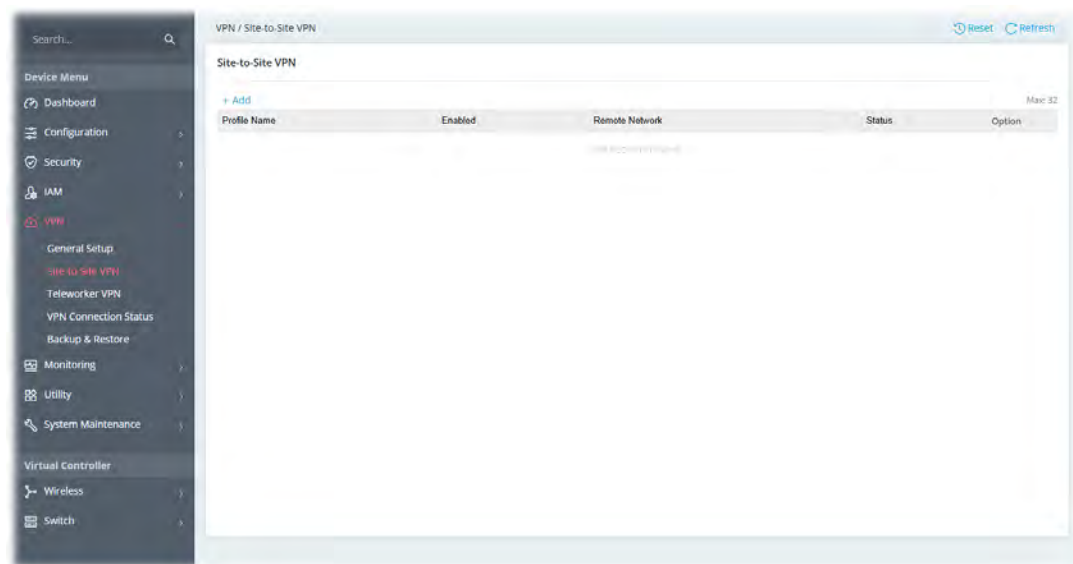 Search...
VPN / Site-to-Site VPN
Reset
Refresh
Site-to-Site VPN
Device Menu
Dashboard
+ Add
Max: 32
Profile Name
Enabled
Remote Network
Status
Option
Configuration
Security
IAM
VPN
General Setup
Site-to-Site VPN
Teleworker VPN
VPN Connection Status
Backup & Restore
Monitoring
Utility
System Maintenance
Virtual Controller
Wireless
Switch